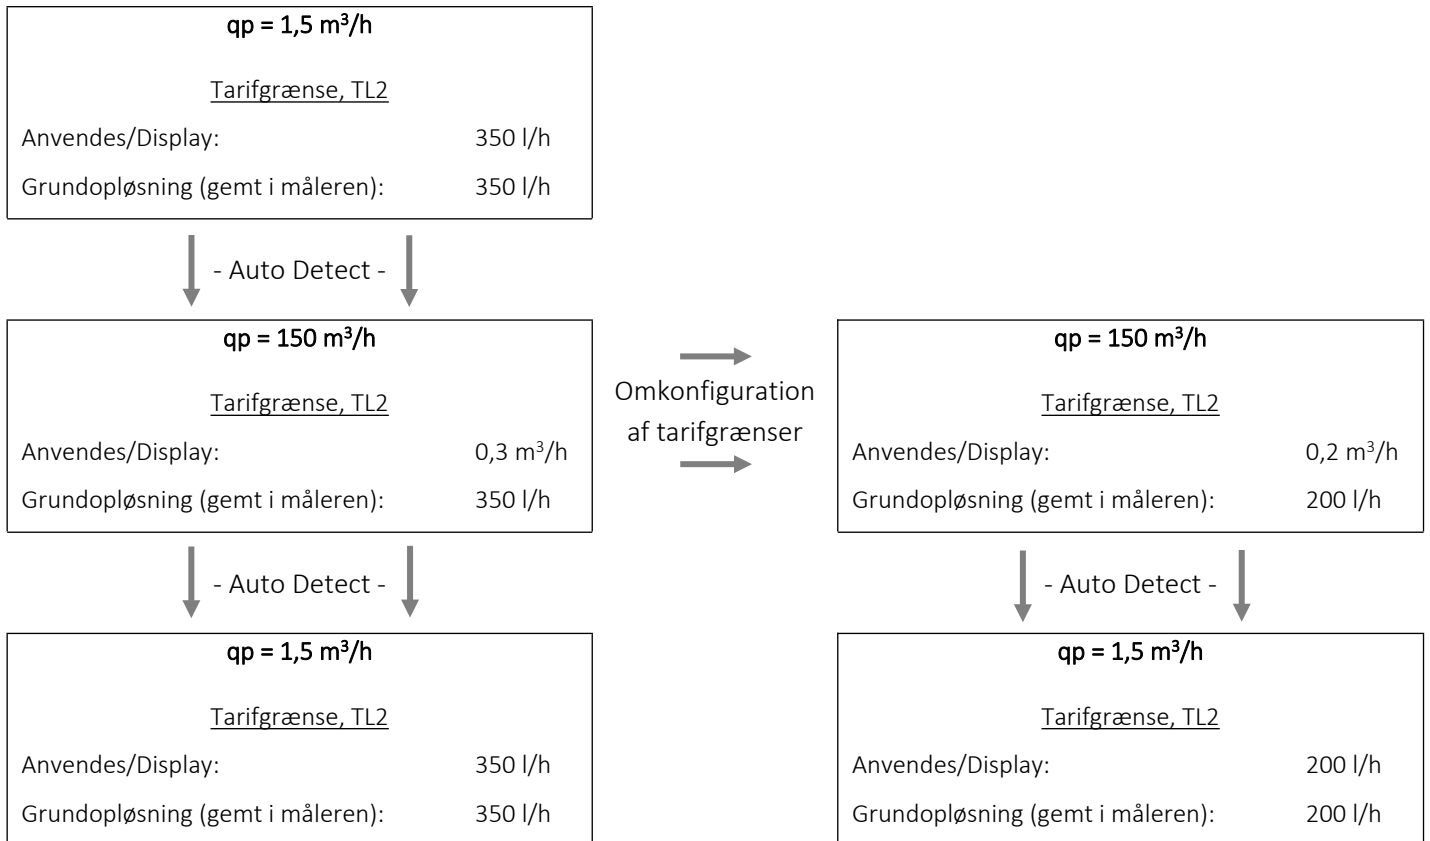 qp = 1,5 m³/h
Tarifgrænse, TL2
Anvendes/Display: 350 l/h
Grundopløsning (gemt i måleren): 350 l/h
- Auto Detect -
qp = 150 m³/h
Tarifgrænse, TL2
Anvendes/Display: 0,3 m³/h
Grundopløsning (gemt i måleren): 350 l/h
Omkonfiguration
af tarifgrænser
qp = 150 m³/h
Tarifgrænse, TL2
Anvendes/Display: 0,2 m³/h
Grundopløsning (gemt i måleren): 200 l/h
- Auto Detect -
- Auto Detect -
qp = 1,5 m³/h
Tarifgrænse, TL2
Anvendes/Display: 350 l/h
Grundopløsning (gemt i måleren): 350 l/h
qp = 1,5 m³/h
Tarifgrænse, TL2
Anvendes/Display: 200 l/h
Grundopløsning (gemt i måleren): 200 l/h